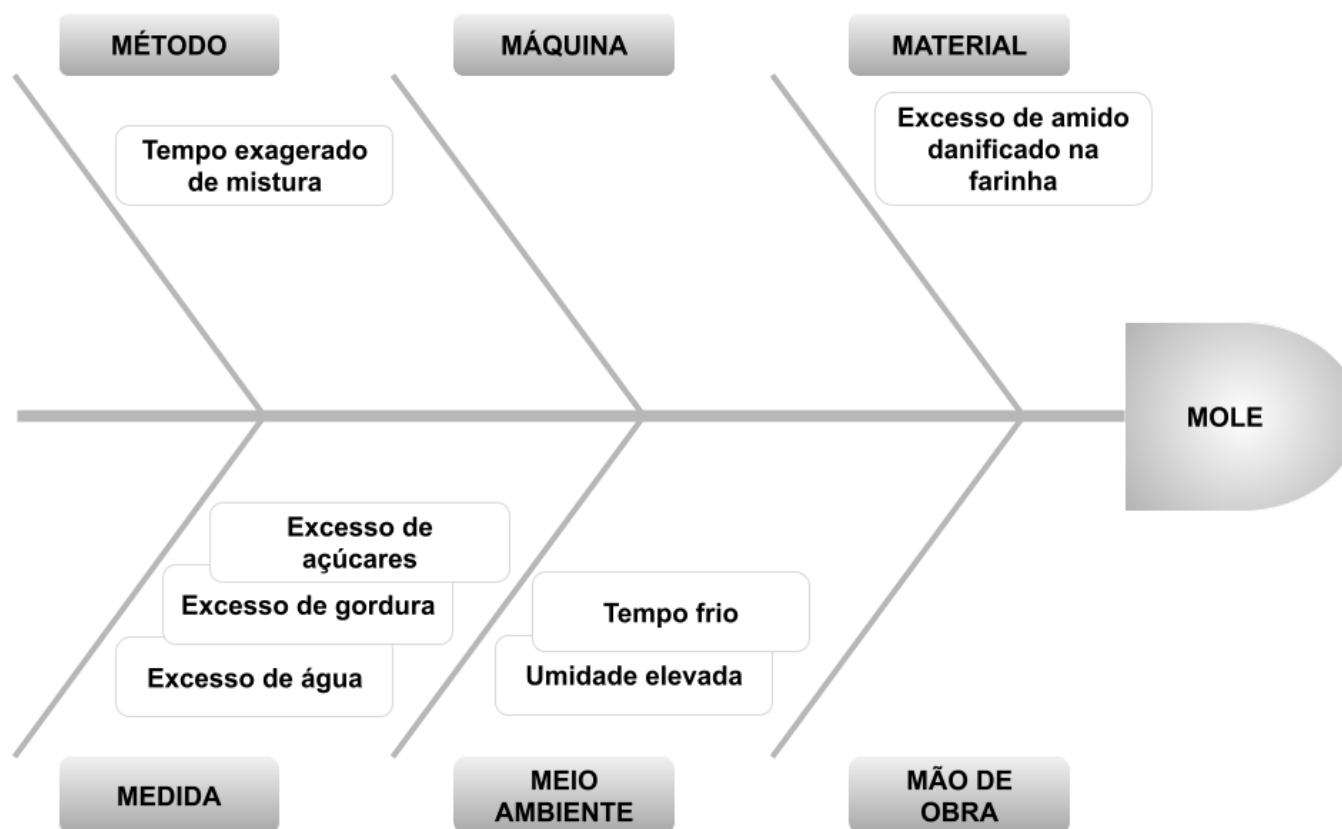 MÉTODO
MÁQUINA
MATERIAL
Tempo exagerado
de mistura
Excesso de amido
danificado na
farinha
MOLE
Excesso de
açúcares
Excesso de gordura
Excesso de água
Tempo frio
Umidade elevada
MEDIDA
MEIO
AMBIENTE
MÃO DE
OBRA